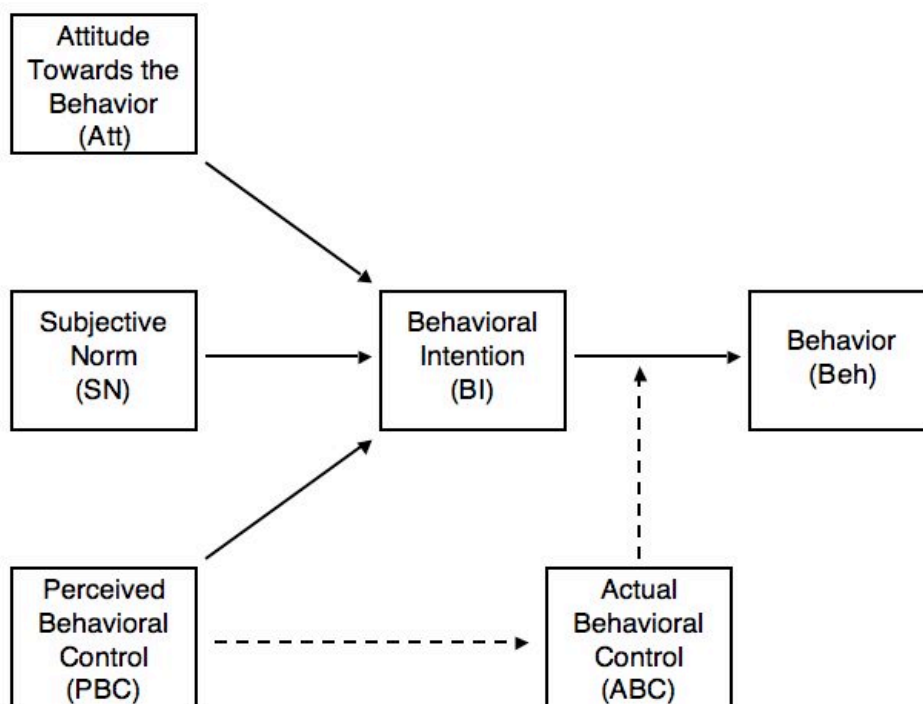 Attitude
Towards the
Behavior
(Att)
Subjective
Norm
(SN)
Behavioral
Intention
(BI)
Behavior
(Beh)
Perceived
Behavioral
Control
(PBC)
Actual
Behavioral
Control
(ABC)